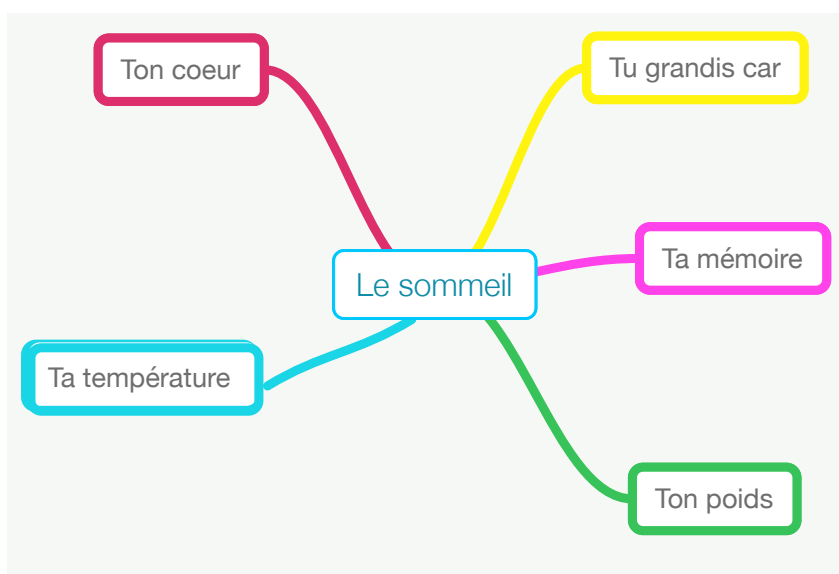 Ton coeur
Tu grandis car
Ta mémoire
Le sommeil
Ta température
Ton poids